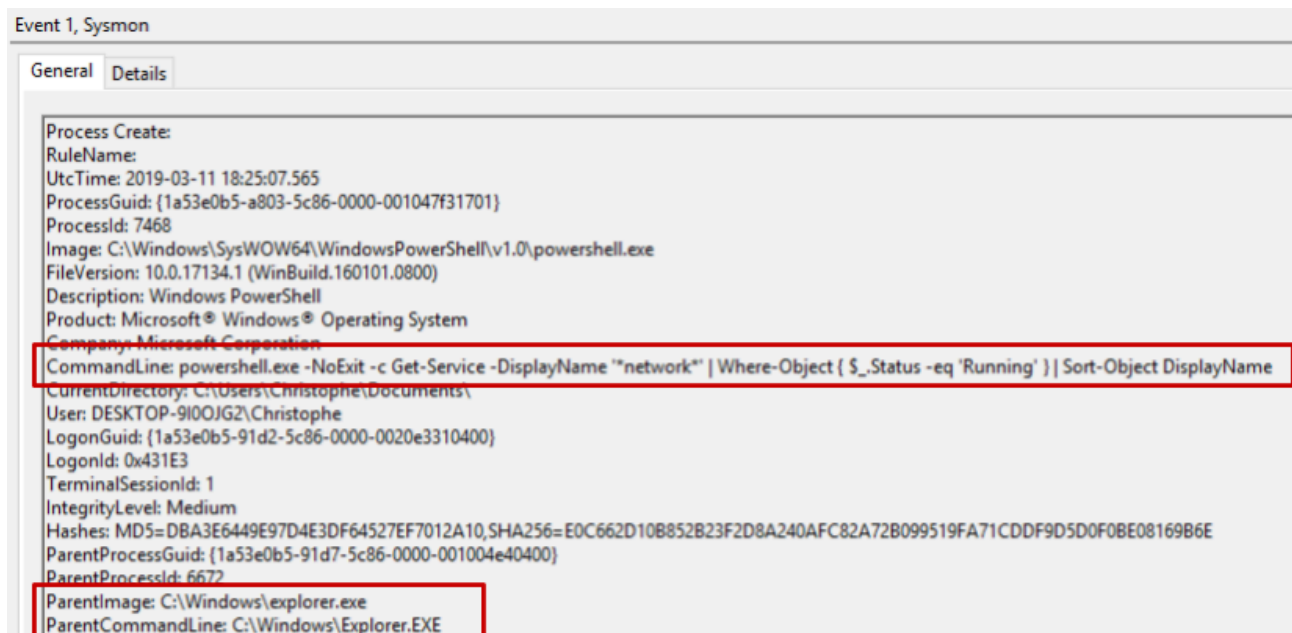 Event 1, Sysmon
General Details
Process Create:
RuleName:
UtcTime: 2019-03-11 18:25:07.565
ProcessGuid: {1a53e0b5-a803-5c86-0000-001047f31701}
ProcessId: 7468
Image: C:\Windows\SysWOW64\WindowsPowerShell\v1.0\powershell.exe
FileVersion: 10.0.17134.1 (WinBuild.160101.0800)
Description: Windows PowerShell
Product: Microsoft® Windows® Operating System
Company: Microsoft Corporation
CommandLine: powershell.exe -NoExit -c Get-Service -DisplayName '*network*' | Where-Object { $_.Status -eq 'Running' } | Sort-Object DisplayName
CurrentDirectory: C:\Users\Christophe\Documents\
User: DESKTOP-9I0OJG2\Christophe
LogonGuid: {1a53e0b5-91d2-5c86-0000-0020e3310400}
LogonId: 0x431E3
TerminalSessionId: 1
IntegrityLevel: Medium
Hashes: MD5=DBA3E6449E97D4E3DF64527EF7012A10,SHA256=E0C662D10B852B23F2D8A240AFC82A72B099519FA71CDDF9D5D0F0BE08169B6E
ParentProcessGuid: {1a53e0b5-91d7-5c86-0000-001004e40400}
ParentProcessId: 6672
ParentImage: C:\Windows\explorer.exe
ParentCommandLine: C:\Windows\Explorer.EXE